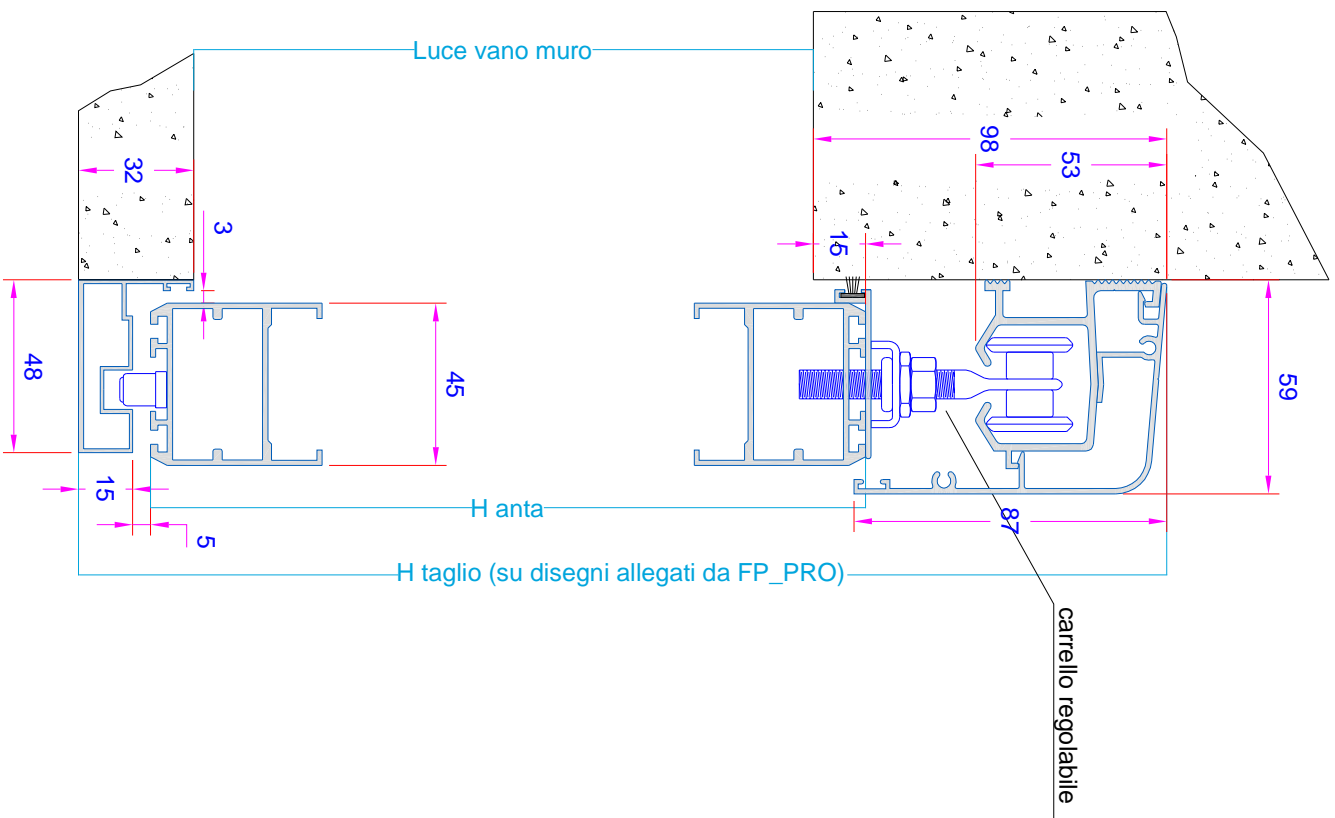 Luce vano muro
98
53
32
3
15
59
48
45
15
H anta
87
5
H taglio (su disegni allegati da FP_PRO)
carrello regolabile